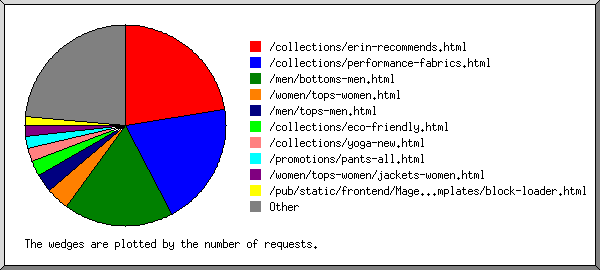 /collections/erin-recommends.html
/collections/performance-fabrics.html
/men/bottoms-men.html
/women/tops-women.html
/men/tops-men.html
/collections/eco-friendly.html
/collections/yoga-new.html
/promotions/pants-all.html
/women/tops-women/jackets-women.html
/pub/static/frontend/Mage...mplates/block-loader.html
Other
The wedges are plotted by the number of requests.